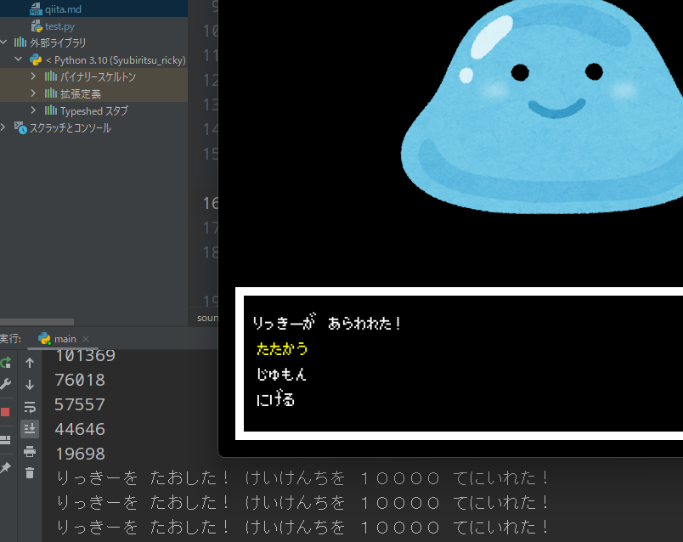 qiita.md
test.py
外部ライブラリ
< Python 3.10 (Syubiritsu_ricky)
バイナリースケルトン
拡張定義
Typeshed スタブ
スクラッチとコンソール
9
10
11
12
13
14
15
16
17
18
19
soun
りっきーが あらわれた！
たたかう
じゅもん
にげる
実行:
main
101369
76018
57557
44646
19698
りっきーを たおした！ けいけんちを １００００ てにいれた！
りっきーを たおした！ けいけんちを １００００ てにいれた！
りっきーを たおした！ けいけんちを １００００ てにいれた！